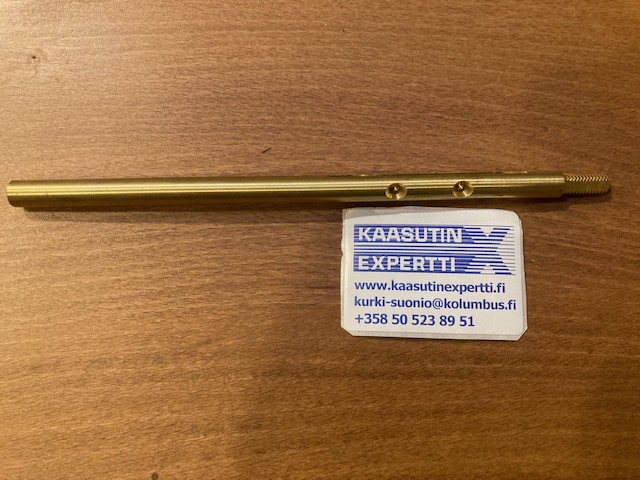 KAASUTIN
EXPERTTI X
www.kaasutinexpertti.fi
kurki-suonio@kolumbus.fi
+358 50 523 89 51